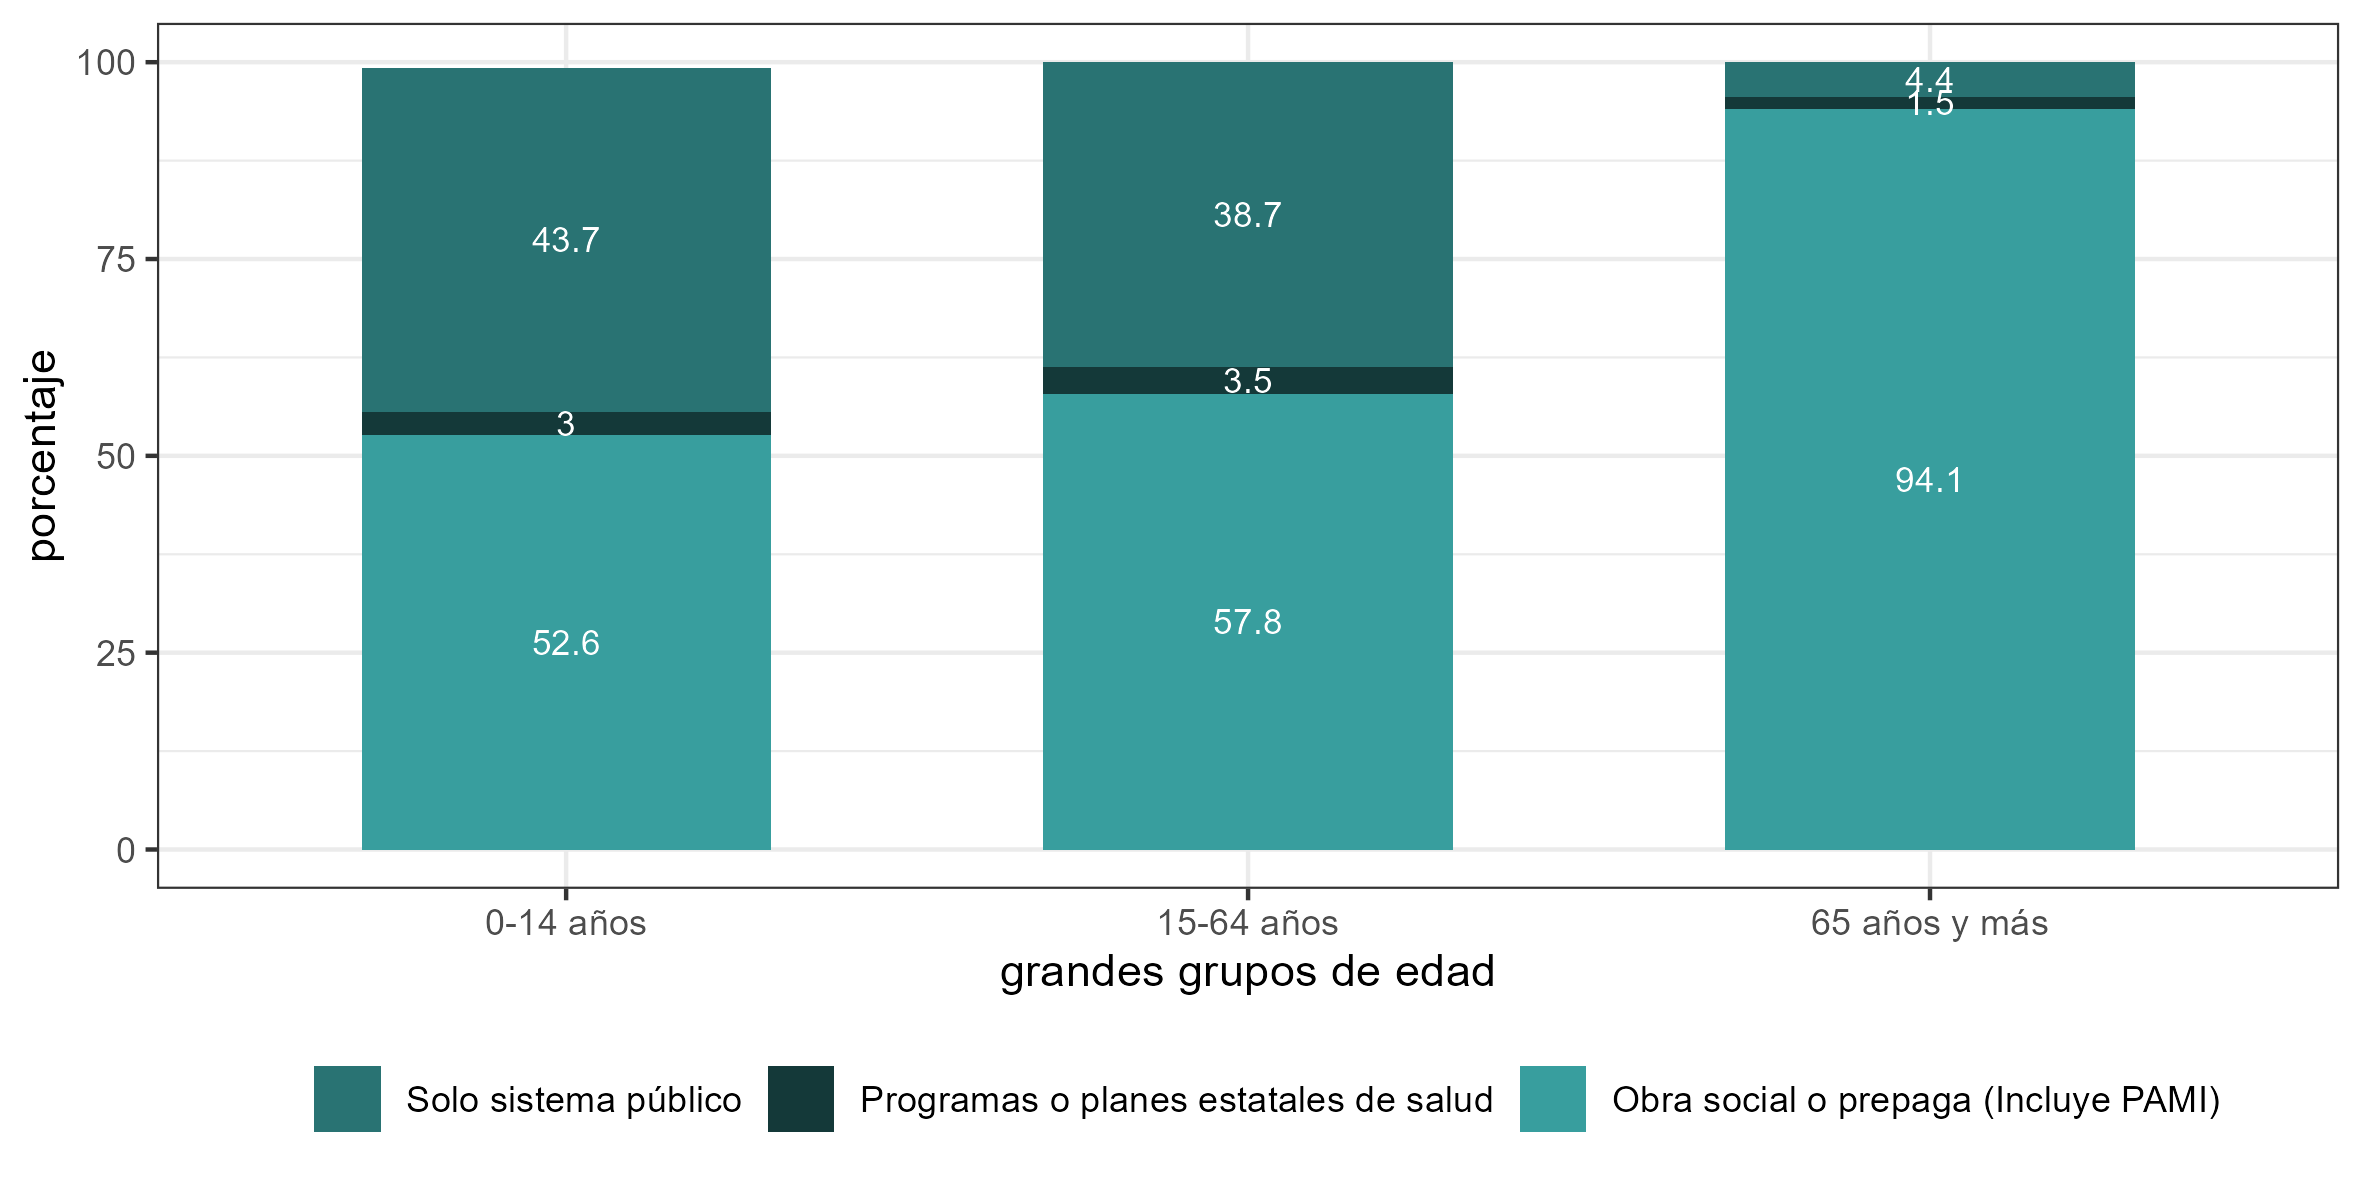 100
75
50
25
0
porcentaje
43.7
3
52.6
38.7
3.5
57.8
4.4
1.5
94.1
0-14 años
15-64 años
65 años y más
grandes grupos de edad
Solo sistema público
Programas o planes estatales de salud
Obra social o prepaga (Incluye PAMI)